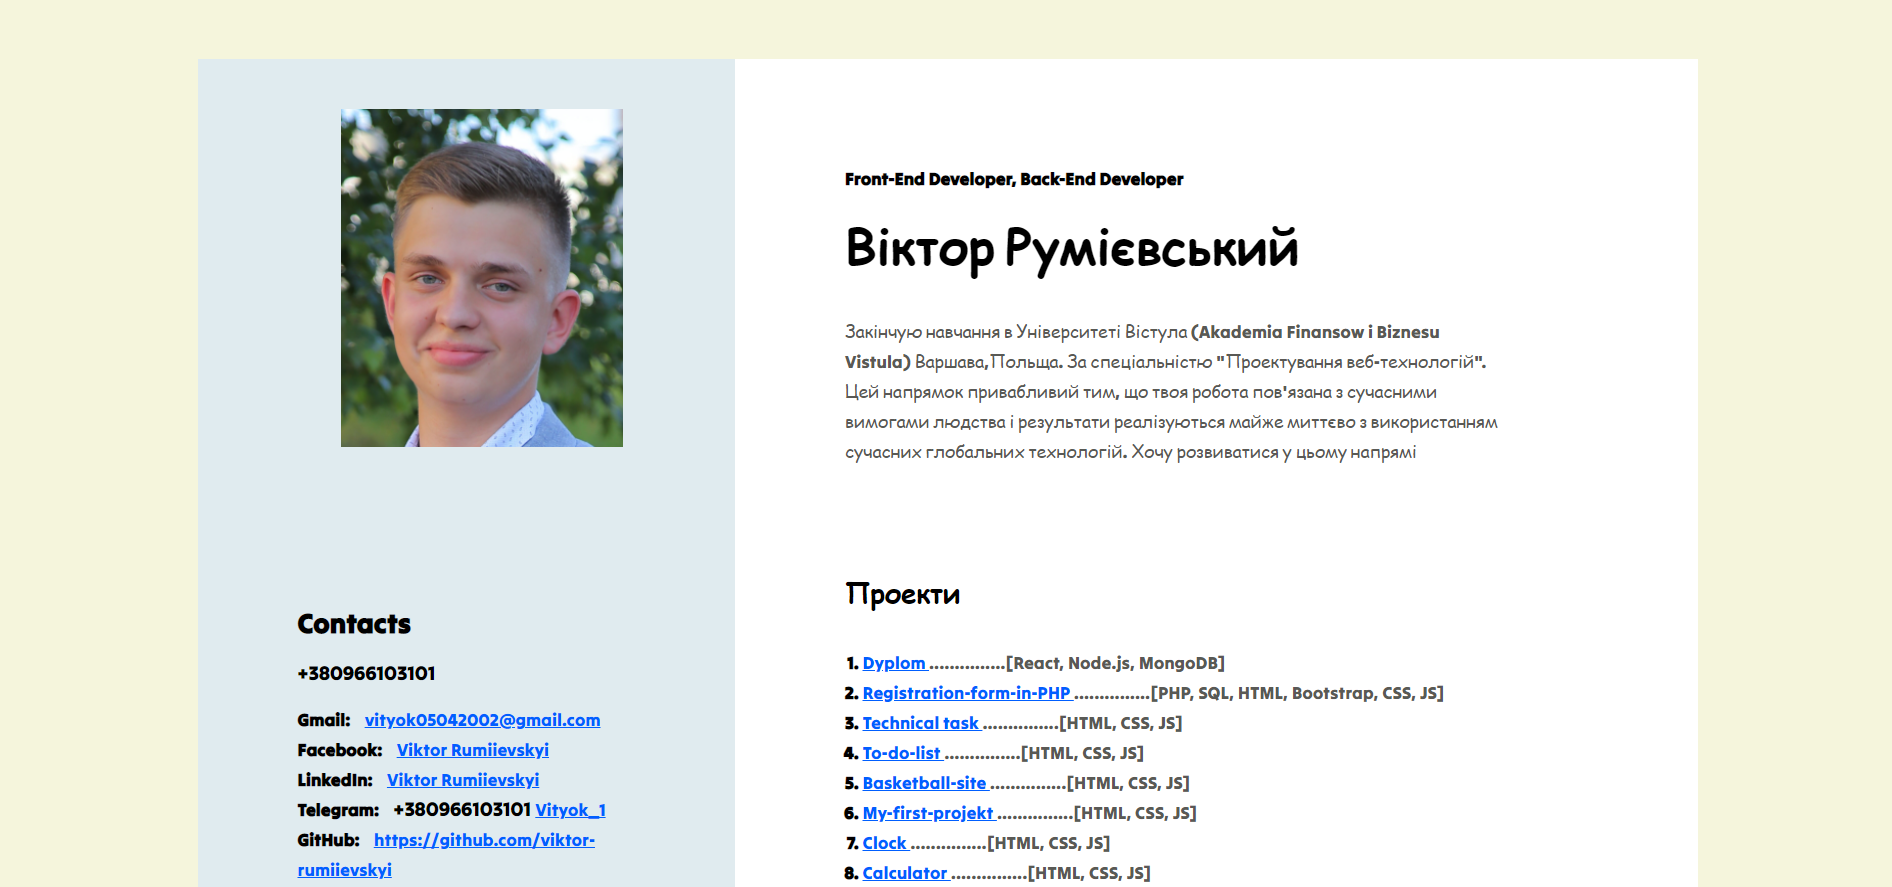 Front-End Developer, Back-End Developer
Віктор Румієвський
Закінчую навчання в Університеті Вістула (Akademia Finansow i Biznesu
Vistula) Варшава,Польща. За спеціальністю "Проектування веб-технологій".
Цей напрямок привабливий тим, що твоя робота пов'язана з сучасними
вимогами людства і результати реалізуються майже миттєво з використанням
сучасних глобальних технологій. Хочу розвиватися у цьому напрямі
Contacts
+380966103101
Gmail: vityok05042002@gmail.com
Facebook: Viktor Rumiievskyi
LinkedIn: Viktor Rumiievskyi
Telegram: +380966103101 Vityok_1
GitHub: https://github.com/viktor-
rumiievskyi
Проекти
1. Dyplom ...............[React, Node.js, MongoDB]
2. Registration-form-in-PHP ...............[PHP, SQL, HTML, Bootstrap, CSS, JS]
3. Technical task ...............[HTML, CSS, JS]
4. To-do-list ...............[HTML, CSS, JS]
5. Basketball-site ...............[HTML, CSS, JS]
6. My-first-projekt ...............[HTML, CSS, JS]
7. Clock ...............[HTML, CSS, JS]
8. Calculator ...............[HTML, CSS, JS]